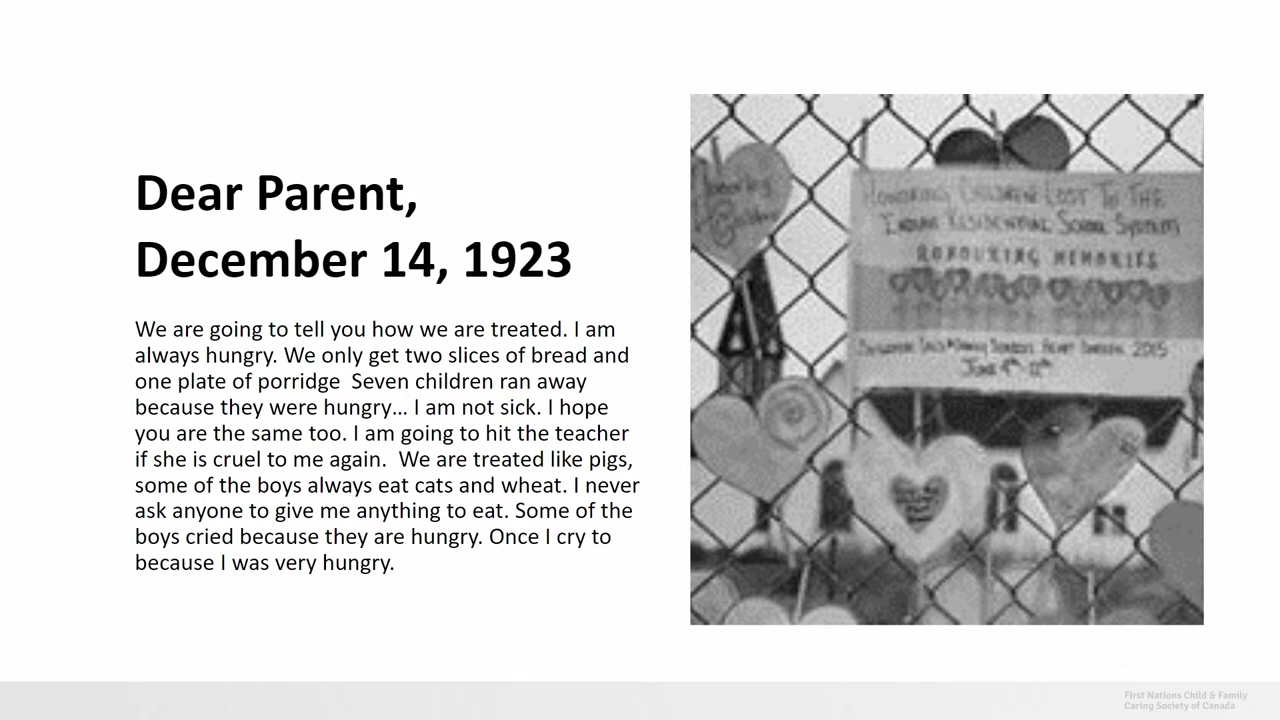 Dear Parent,
December 14, 1923
We are going to tell you how we are treated. I am
always hungry. We only get two slices of bread and
one plate of porridge  Seven children ran away
because they were hungry... I am not sick. I hope
you are the same too. I am going to hit the teacher
if she is cruel to me again.  We are treated like pigs,
some of the boys always eat cats and wheat. I never
ask anyone to give me anything to eat. Some of the
boys cried because they are hungry. Once I cry to
because I was very hungry.
Honoring
Children
Honoring Children Lost To The
Indian Residential School System
HONOURING MEMORIES
2015
June
First Nations Child & Family
Caring Society of Canada